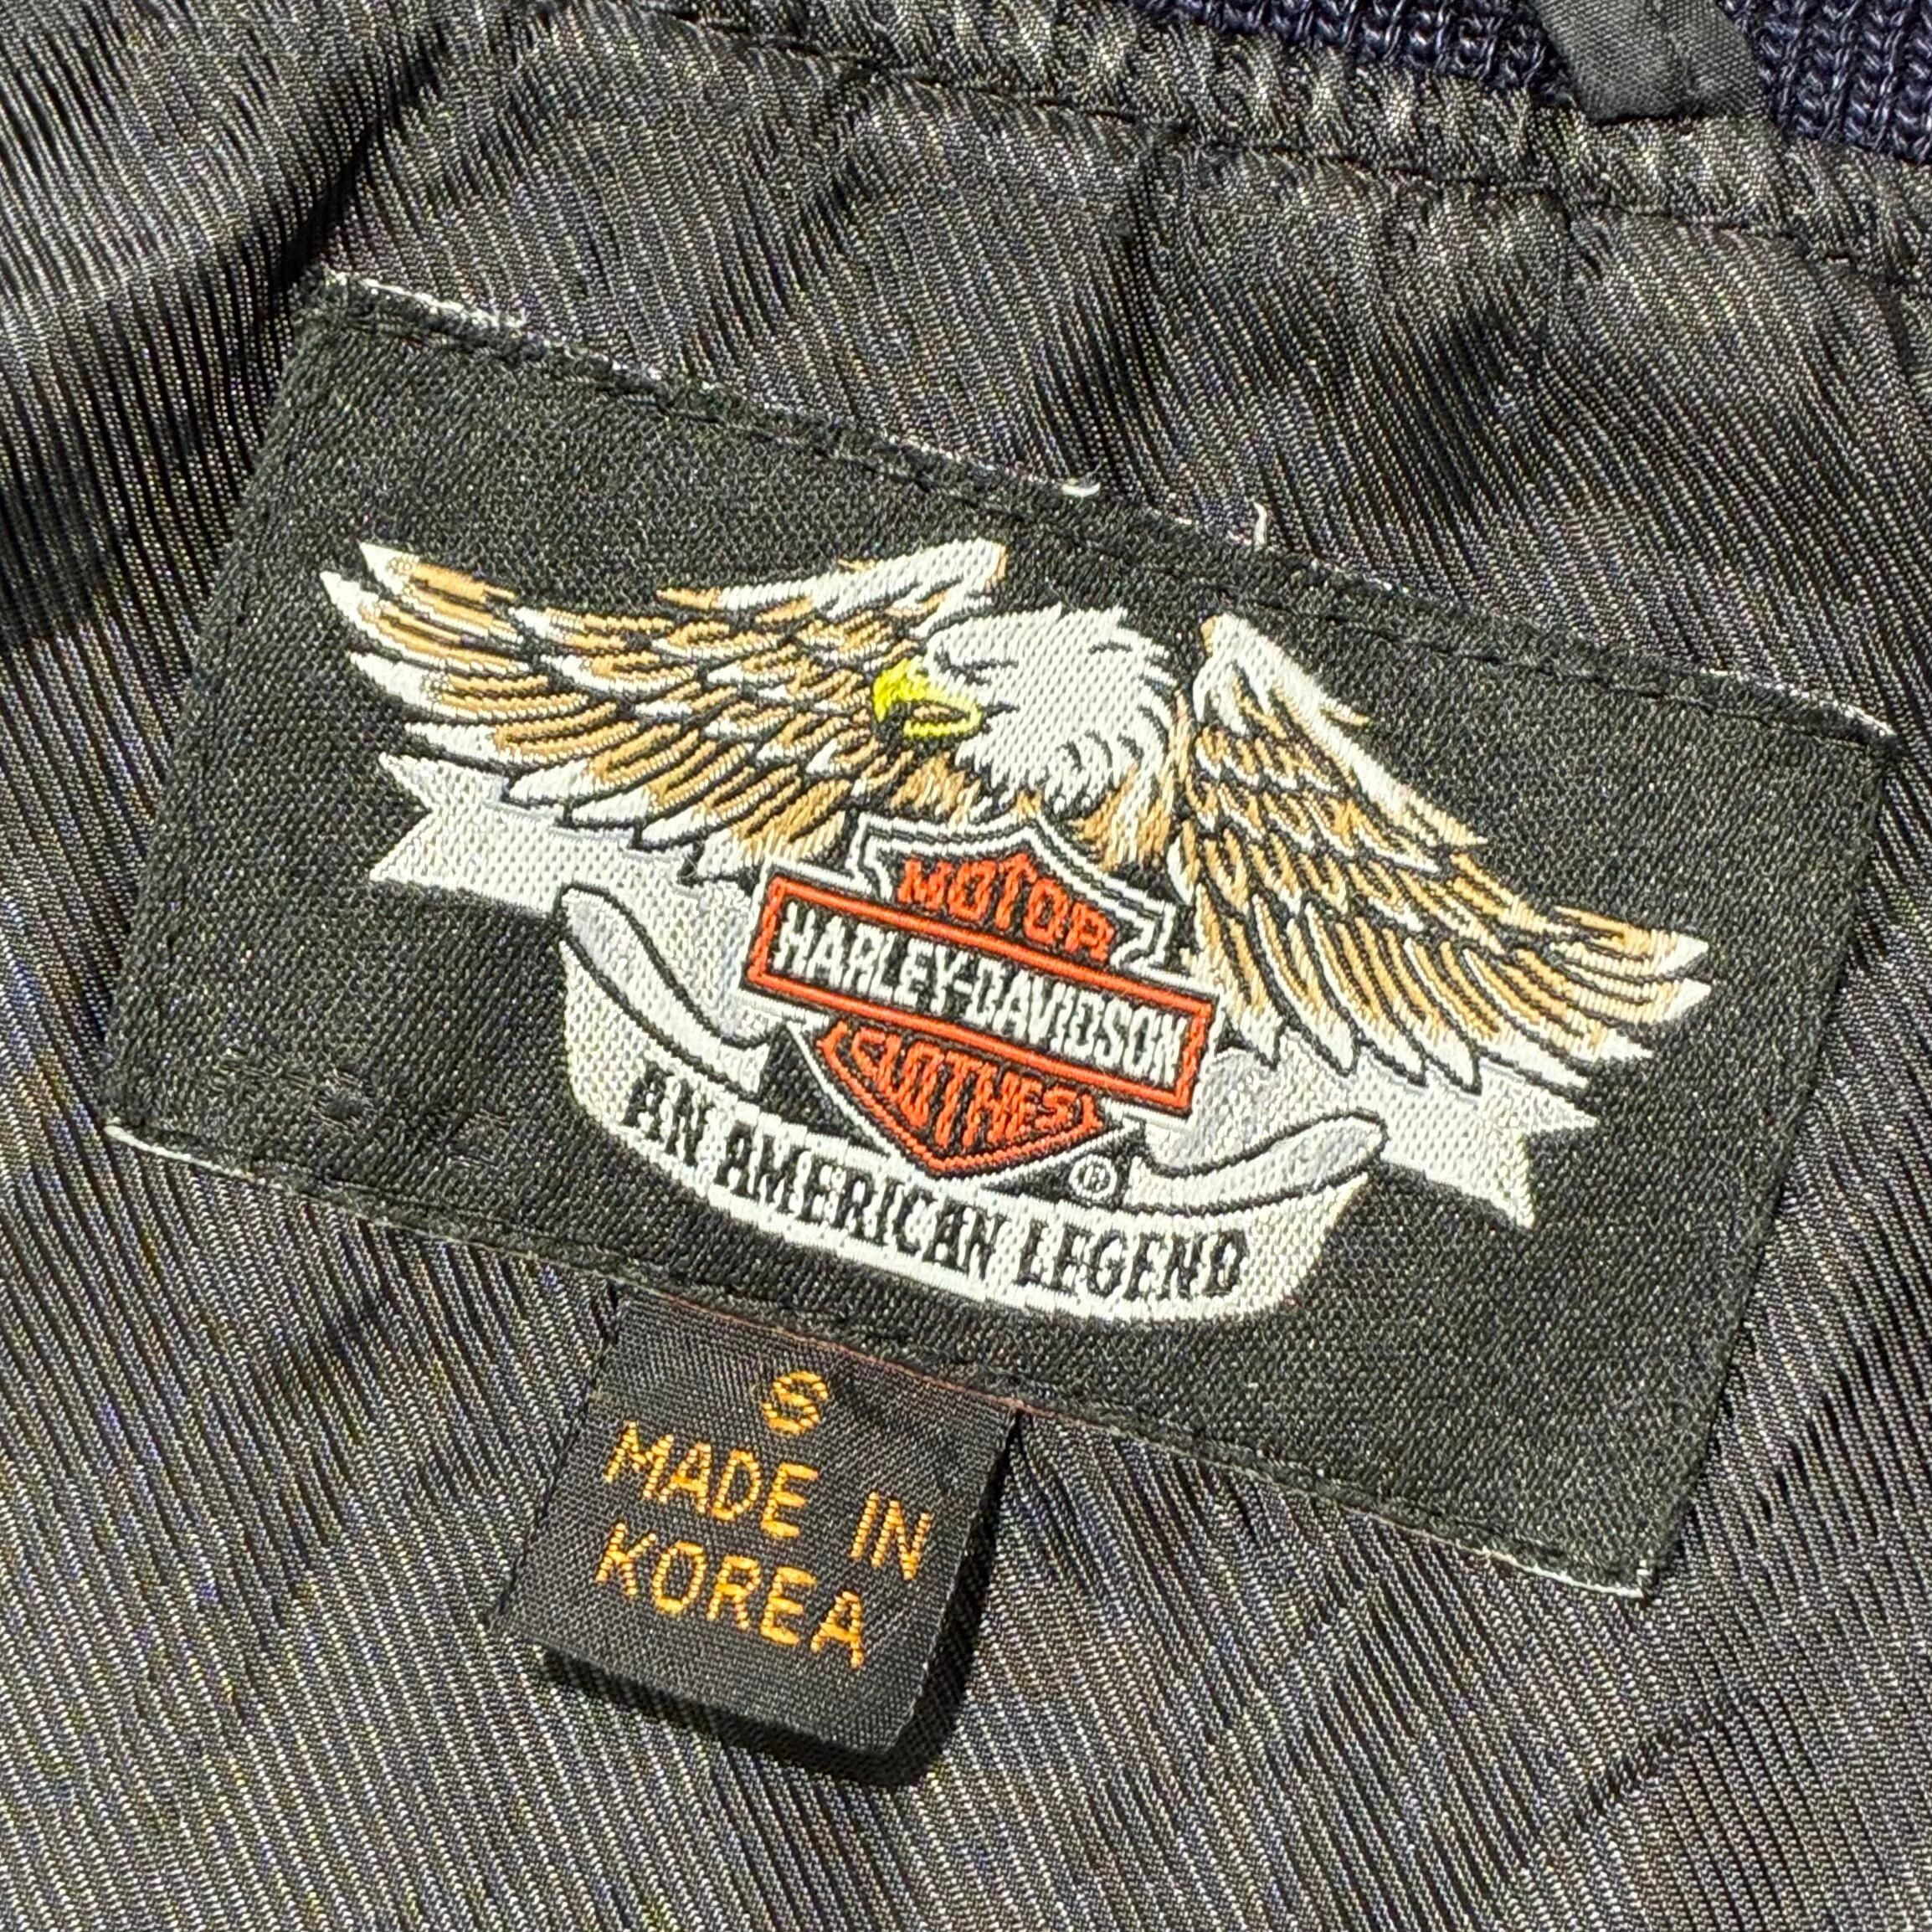 MOTOR
HARLEY-DAVIDSON
CLOTHES
®
AN AMERICAN LEGEND
S
MADE IN
KOREA